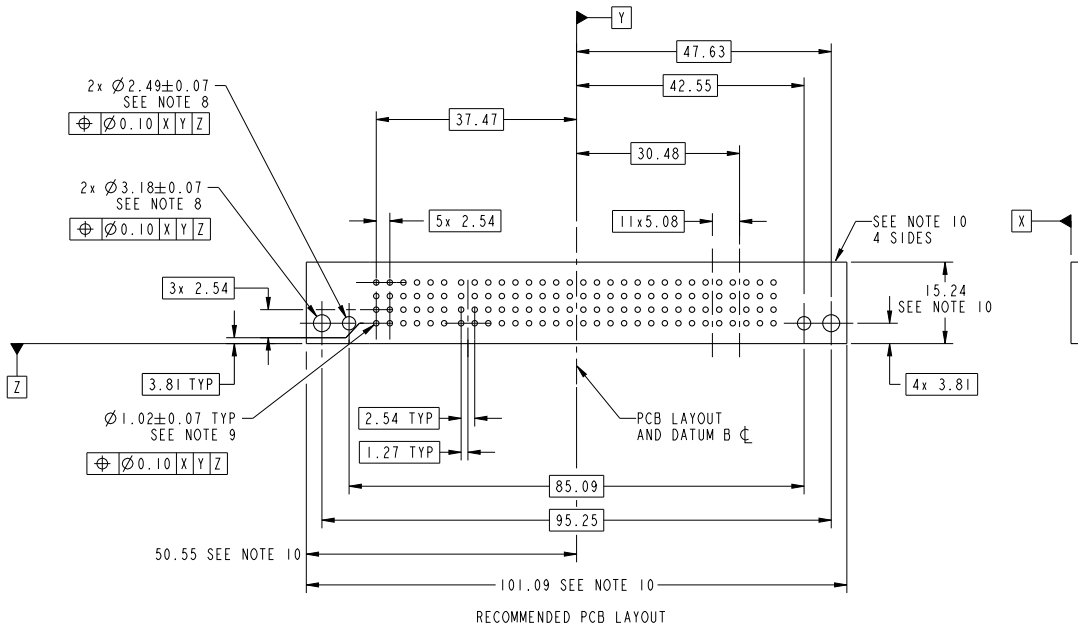 Y
47.63
2x Ø2.49±0.07
SEE NOTE 8
42.55
⌖ Ø0.10 X Y Z
37.47
30.48
2x Ø3.18±0.07
SEE NOTE 8
⌖ Ø0.10 X Y Z
5x 2.54
11x5.08
SEE NOTE 10
4 SIDES
X
3x 2.54
15.24
SEE NOTE 10
Z
3.81 TYP
4x 3.81
Ø1.02±0.07 TYP
SEE NOTE 9
2.54 TYP
PCB LAYOUT
AND DATUM B ℄
⌖ Ø0.10 X Y Z
1.27 TYP
85.09
95.25
50.55 SEE NOTE 10
101.09 SEE NOTE 10
RECOMMENDED PCB LAYOUT